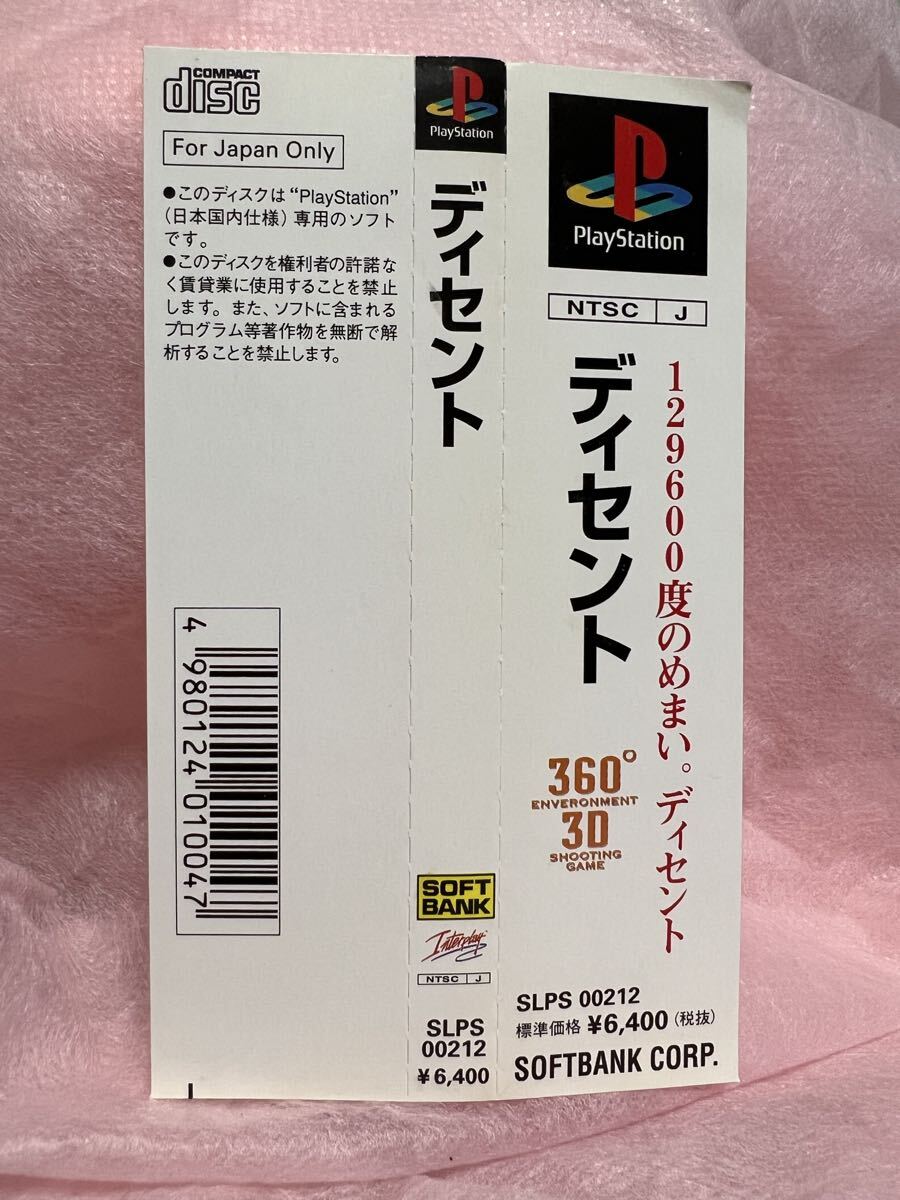 COMPACT
disc
For Japan Only
●このディスクは“PlayStation”
(日本国内仕様) 専用のソフト
です。
●このディスクを権利者の許諾な
く賃貸業に使用することを禁止
します。また、ソフトに含まれる
プログラム等著作物を無断で解
析することを禁止します。
4 980124 010047
PlayStation
ディセント
SOFT
BANK
Interplay
NTSC J
SLPS
00212
¥6,400
PlayStation
NTSC J
129600度のめまい。ディセント
ディセント
360°
ENVERONMENT
3D
SHOOTING
GAME
SLPS 00212
標準価格 ¥6,400 (税抜)
SOFTBANK CORP.